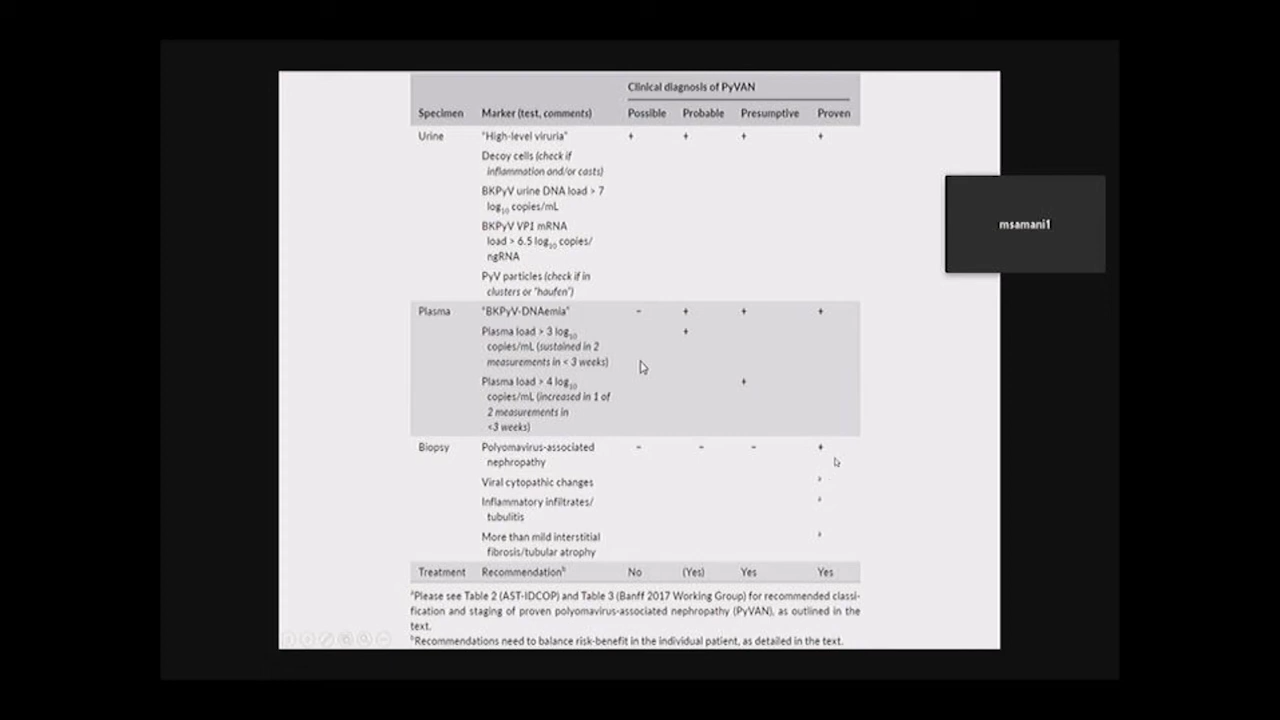 Clinical diagnosis of PyVAN
Specimen Marker (test, comments) Possible Probable Presumptive Proven
Urine "High-level viruria" + + + +
Decoy cells (check if
inflammation and/or casts)
BKPyV urine DNA load > 7
log10 copies/mL
BKPyV VP1 mRNA
load > 6.5 log10 copies/
ngRNA
PyV particles (check if in
clusters or "haufen")
Plasma "BKPyV-DNAemia" - + + +
Plasma load > 3 log10 +
copies/mL (sustained in 2
measurements in < 3 weeks)
Plasma load > 4 log10 +
copies/mL (increased in 1 of
2 measurements in
<3 weeks)
Biopsy Polyomavirus-associated - - - +
nephropathy
Viral cytopathic changes
Inflammatory infiltrates/
tubulitis
More than mild interstitial
fibrosis/tubular atrophy
Treatment Recommendationb No (Yes) Yes Yes
aPlease see Table 2 (AST-IDCOP) and Table 3 (Banff 2017 Working Group) for recommended classi-
fication and staging of proven polyomavirus-associated nephropathy (PyVAN), as outlined in the
text.
bRecommendations need to balance risk-benefit in the individual patient, as detailed in the text.
msamani1